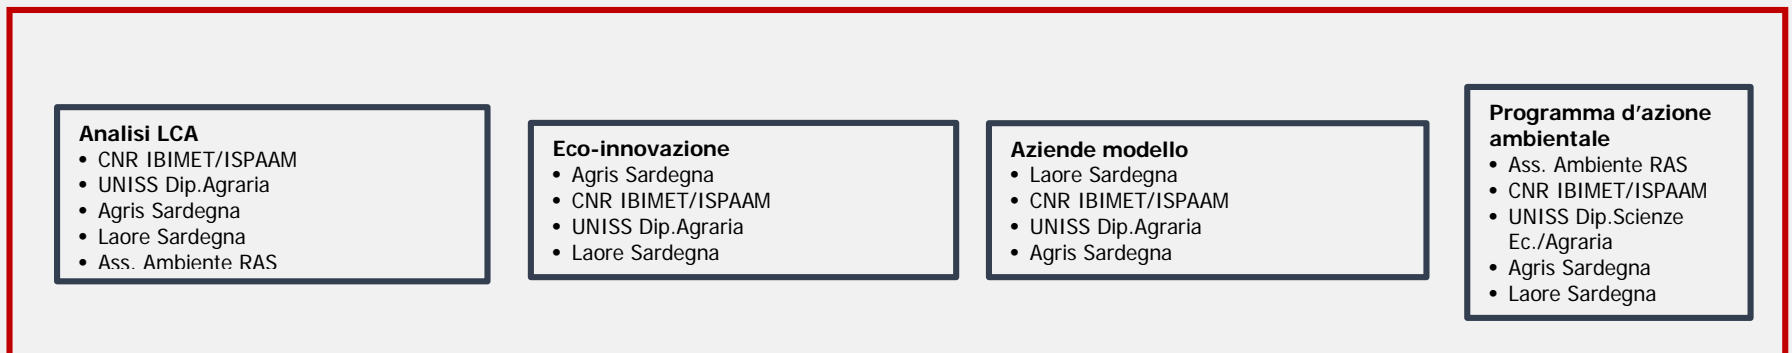 Analisi LCA
• CNR IBIMET/ISPAAM
• UNISS Dip.Agraria
• Agris Sardegna
• Laore Sardegna
• Ass. Ambiente RAS
Eco-innovazione
• Agris Sardegna
• CNR IBIMET/ISPAAM
• UNISS Dip.Agraria
• Laore Sardegna
Aziende modello
• Laore Sardegna
• CNR IBIMET/ISPAAM
• UNISS Dip.Agraria
• Agris Sardegna
Programma d'azione
ambientale
• Ass. Ambiente RAS
• CNR IBIMET/ISPAAM
• UNISS Dip.Scienze
Ec./Agraria
• Agris Sardegna
• Laore Sardegna